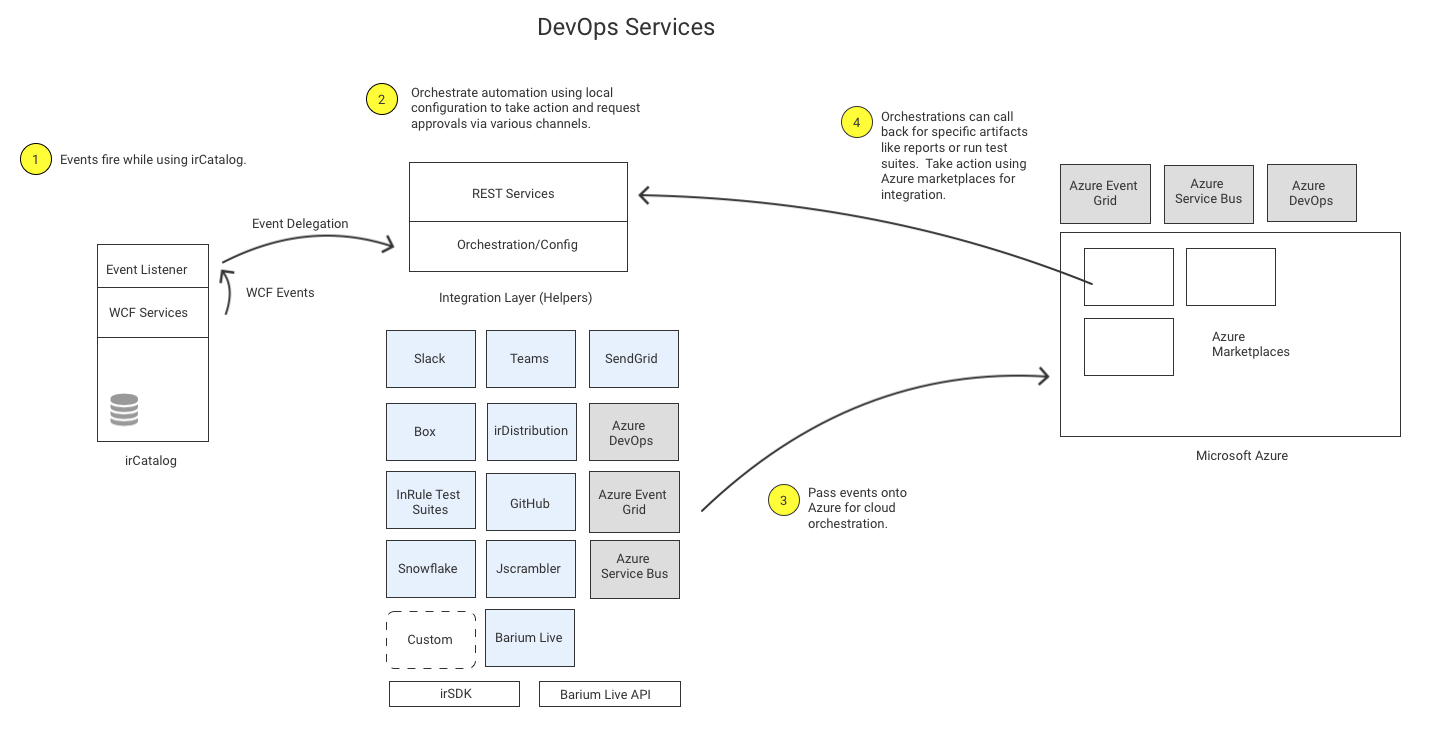 DevOps Services
1
Events fire while using irCatalog.
2
Orchestrate automation using local
configuration to take action and request
approvals via various channels.
4
Orchestrations can call
back for specific artifacts
like reports or run test
suites.  Take action using
Azure marketplaces for
integration.
Event Delegation
WCF Events
Event Listener
WCF Services
irCatalog
REST Services
Orchestration/Config
Integration Layer (Helpers)
Slack
Teams
SendGrid
Box
irDistribution
Azure
DevOps
InRule Test
Suites
GitHub
Azure Event
Grid
Snowflake
Jscrambler
Azure
Service Bus
Custom
Barium Live
irSDK
Barium Live API
3
Pass events onto
Azure for cloud
orchestration.
Azure Event
Grid
Azure
Service Bus
Azure
DevOps
Azure
Marketplaces
Microsoft Azure